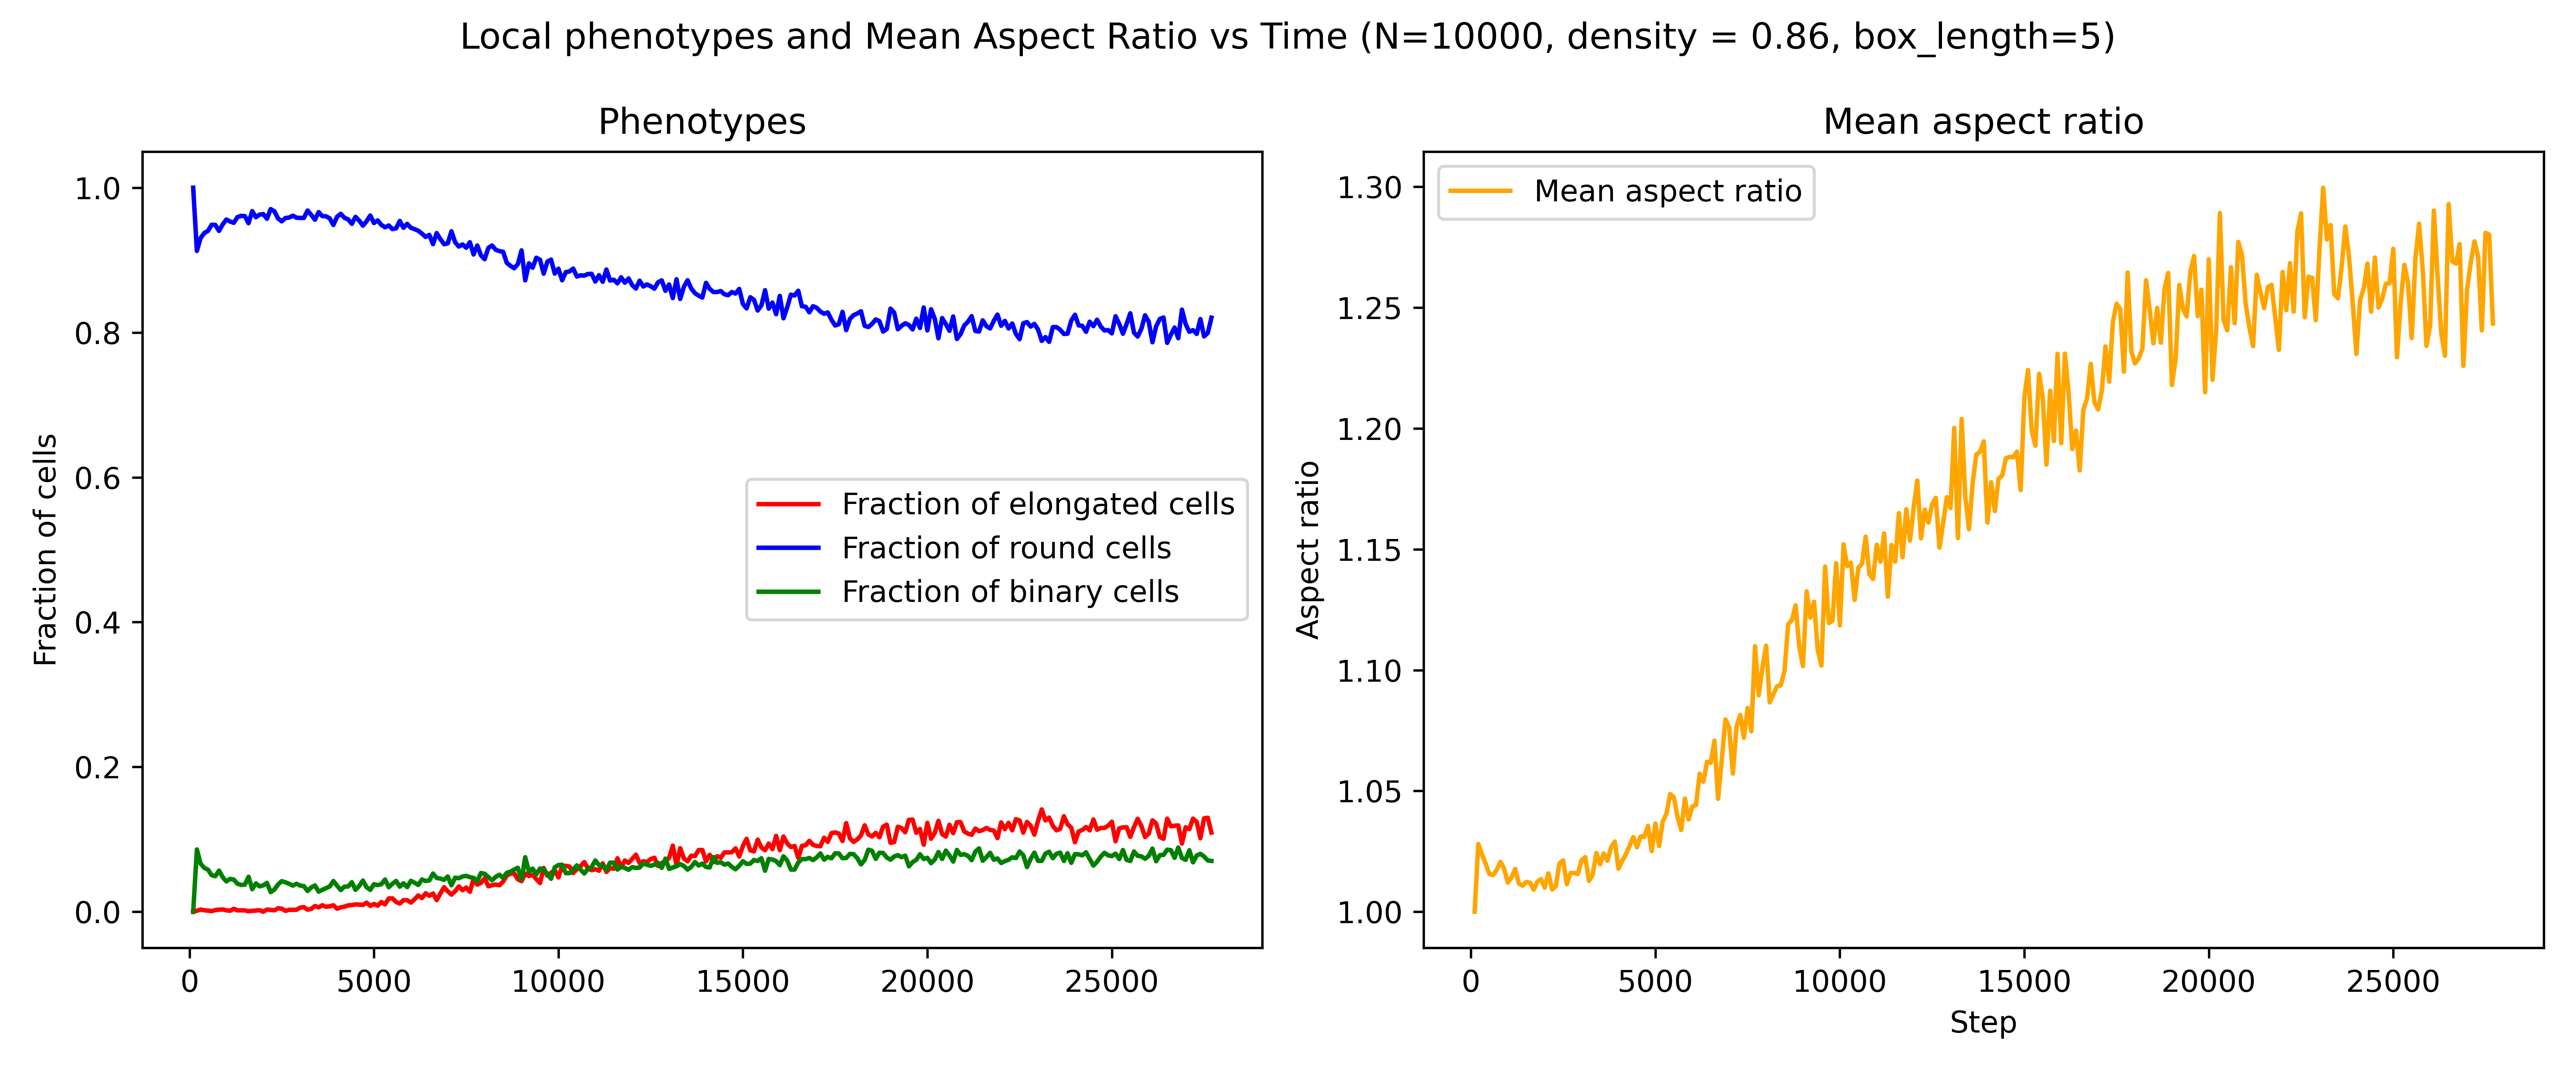 Local phenotypes and Mean Aspect Ratio vs Time (N=10000, density = 0.86, box_length=5)
Phenotypes
Fraction of cells
1.0
0.8
0.6
0.4
0.2
0.0
Fraction of elongated cells
Fraction of round cells
Fraction of binary cells
0
5000
10000
15000
20000
25000
Mean aspect ratio
Aspect ratio
1.30
1.25
1.20
1.15
1.10
1.05
1.00
Mean aspect ratio
0
5000
10000
15000
20000
25000
Step